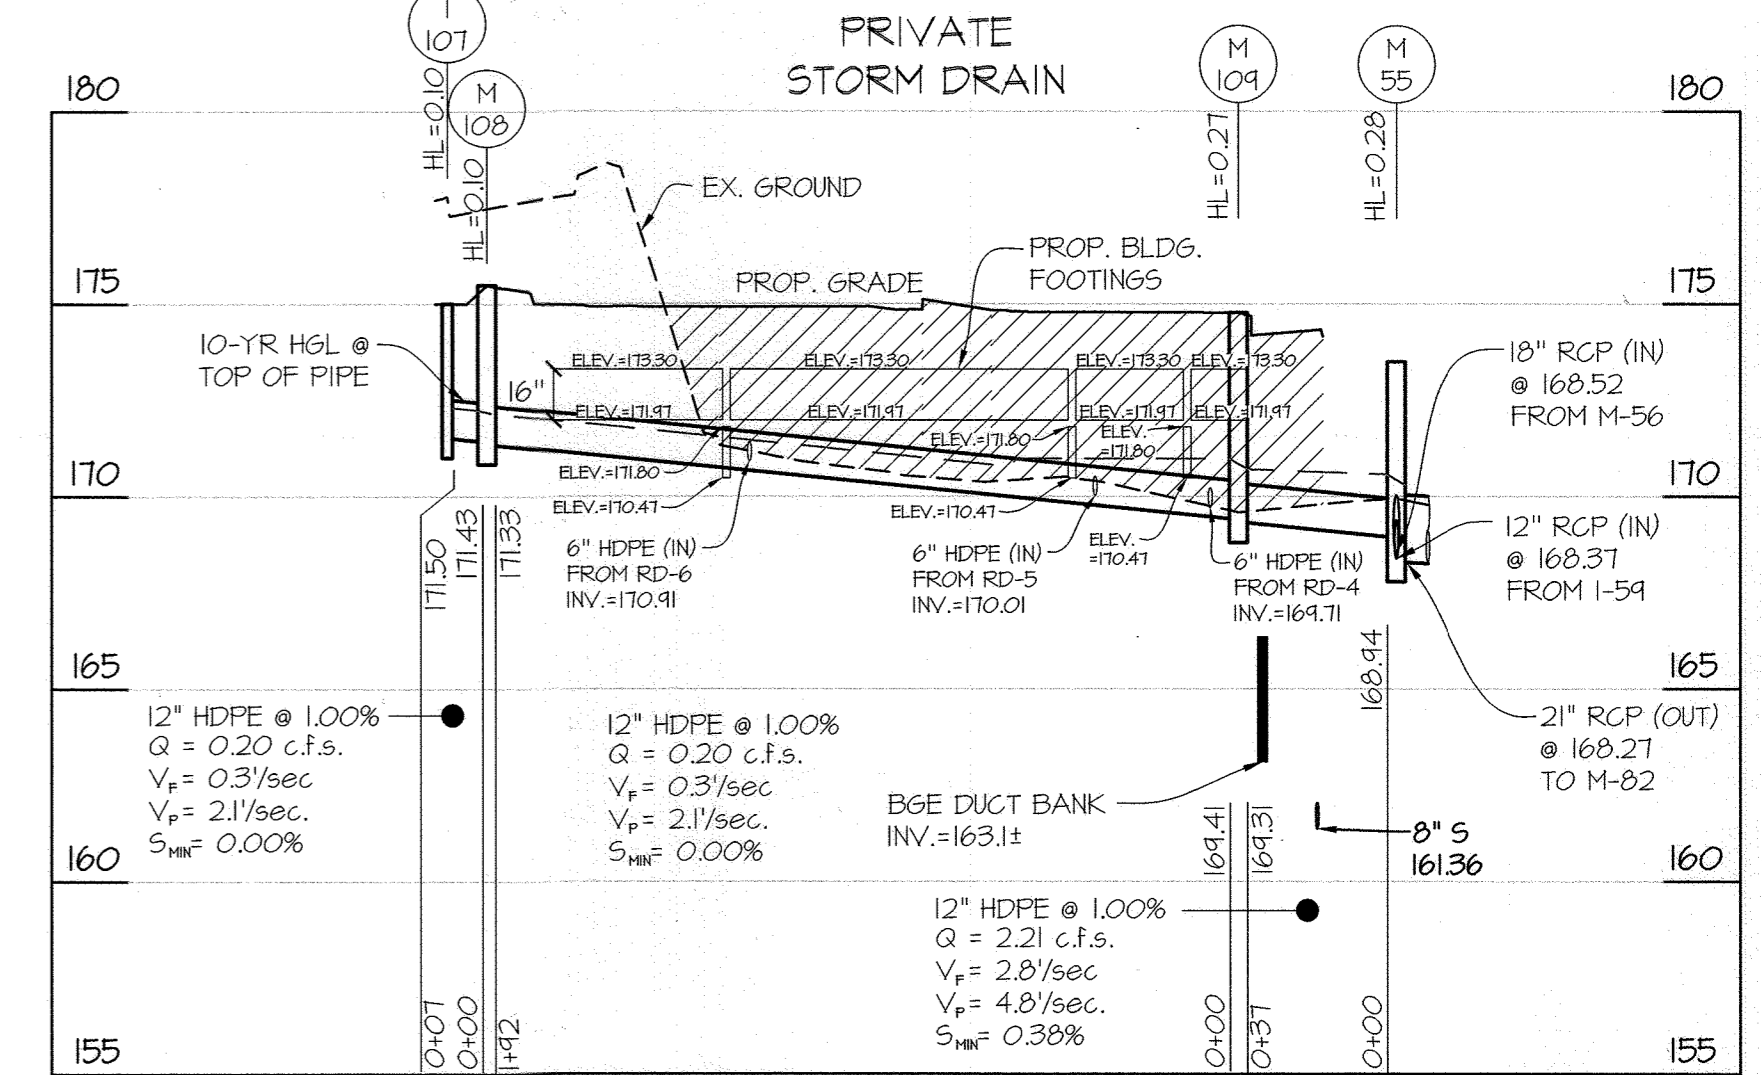 PRIVATE
STORM DRAIN
I
107
M
108
M
109
M
55
HL=0.10
HL=0.10
HL=0.27
HL=0.28
180
180
EX. GROUND
PROP. BLDG.
FOOTINGS
PROP. GRADE
175
175
10-YR HGL @
TOP OF PIPE
16"
ELEV.=173.30
ELEV.=173.30
ELEV.=173.30
ELEV.=173.30
ELEV.=171.97
ELEV.=171.97
ELEV.=171.97
ELEV.=171.97
ELEV.=171.80
ELEV.=171.80
ELEV.
=171.80
ELEV.=170.47
ELEV.=170.47
ELEV.
=170.47
18" RCP (IN)
@ 168.52
FROM M-56
170
170
12" RCP (IN)
@ 168.37
FROM I-59
6" HDPE (IN)
FROM RD-6
INV.=170.91
6" HDPE (IN)
FROM RD-5
INV.=170.01
6" HDPE (IN)
FROM RD-4
INV.=169.71
171.50
171.43
171.33
168.94
165
165
12" HDPE @ 1.00%
Q = 0.20 c.f.s.
VF= 0.3'/sec
VP= 2.1'/sec.
SMIN= 0.00%
12" HDPE @ 1.00%
Q = 0.20 c.f.s.
VF= 0.3'/sec
VP= 2.1'/sec.
SMIN= 0.00%
21" RCP (OUT)
@ 168.27
TO M-82
BGE DUCT BANK
INV.=163.1±
169.41
169.31
8" S
161.36
160
160
12" HDPE @ 1.00%
Q = 2.21 c.f.s.
VF= 2.8'/sec
VP= 4.8'/sec.
SMIN= 0.38%
0+07
0+00
1+92
0+00
0+37
0+00
155
155